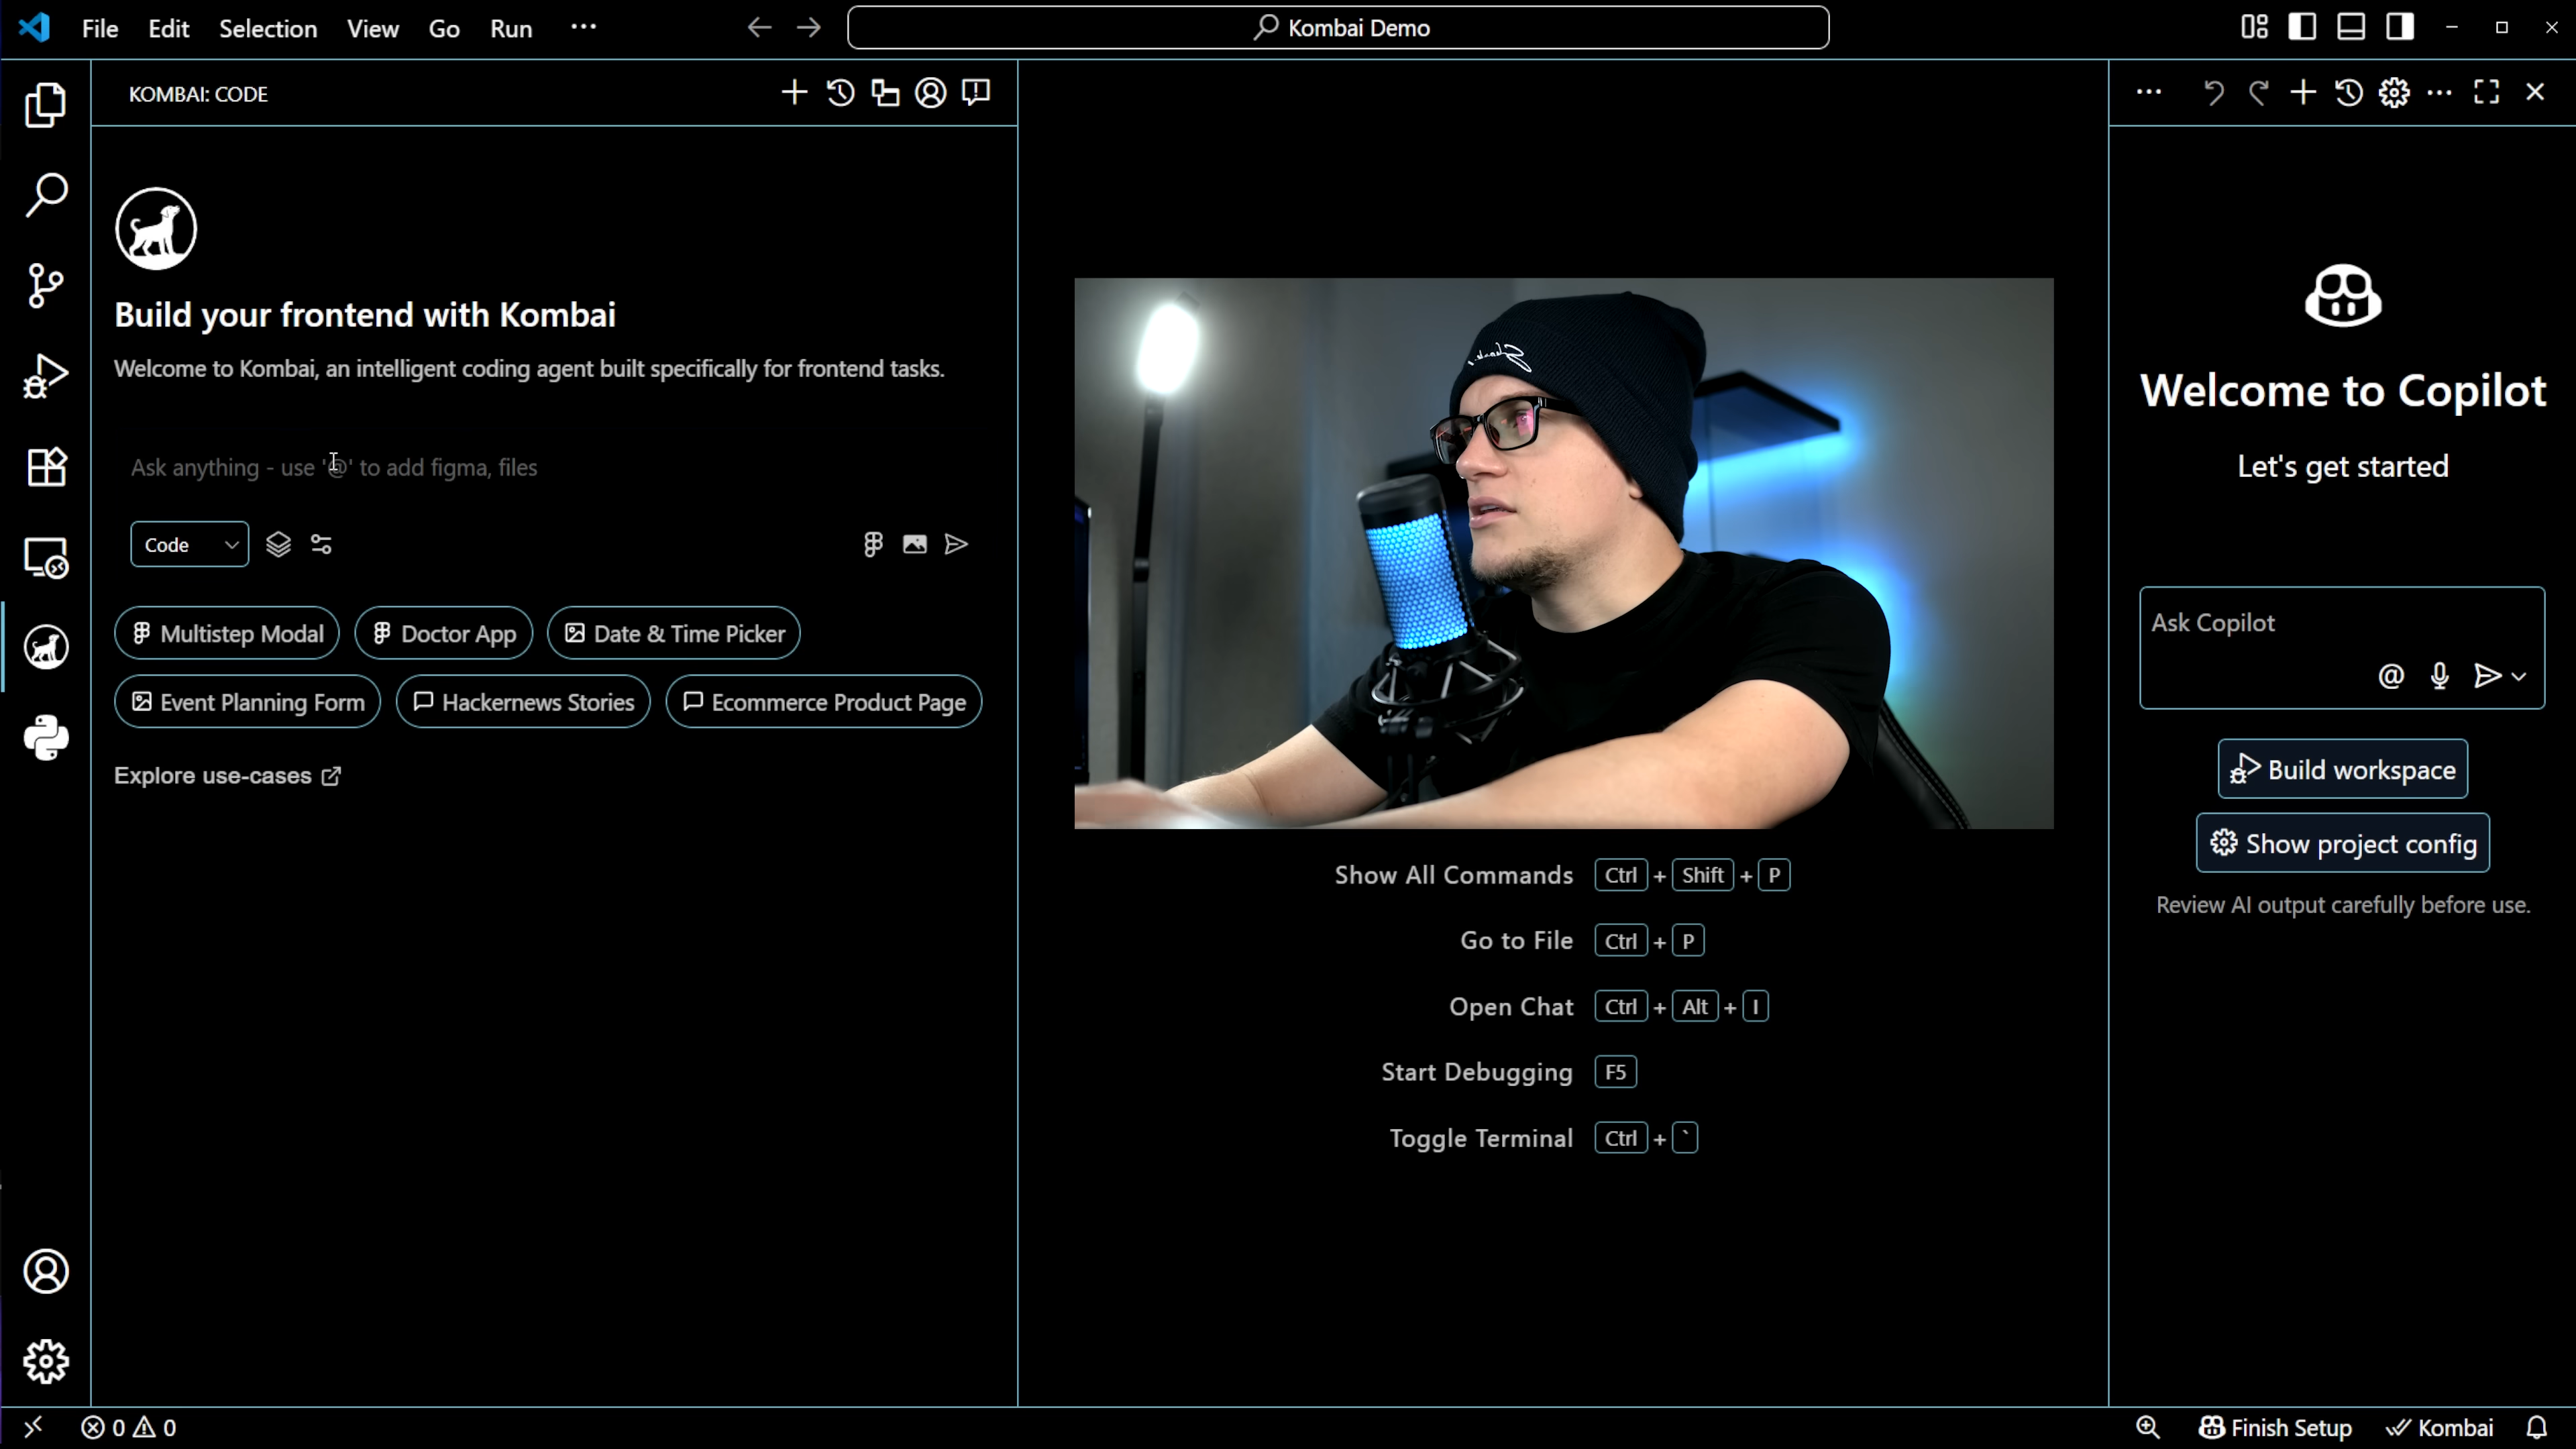 File Edit Selection View Go Run ···
Kombai Demo
KOMBAI: CODE
Build your frontend with Kombai
Welcome to Kombai, an intelligent coding agent built specifically for frontend tasks.
Ask anything - use '@' to add figma, files
Code
Multistep Modal Doctor App Date & Time Picker
Event Planning Form Hackernews Stories Ecommerce Product Page
Explore use-cases
Show All Commands Ctrl + Shift + P
Go to File Ctrl + P
Open Chat Ctrl + Alt + I
Start Debugging F5
Toggle Terminal Ctrl + `
Welcome to Copilot
Let's get started
Ask Copilot
@
Build workspace
Show project config
Review AI output carefully before use.
0 0
Finish Setup Kombai